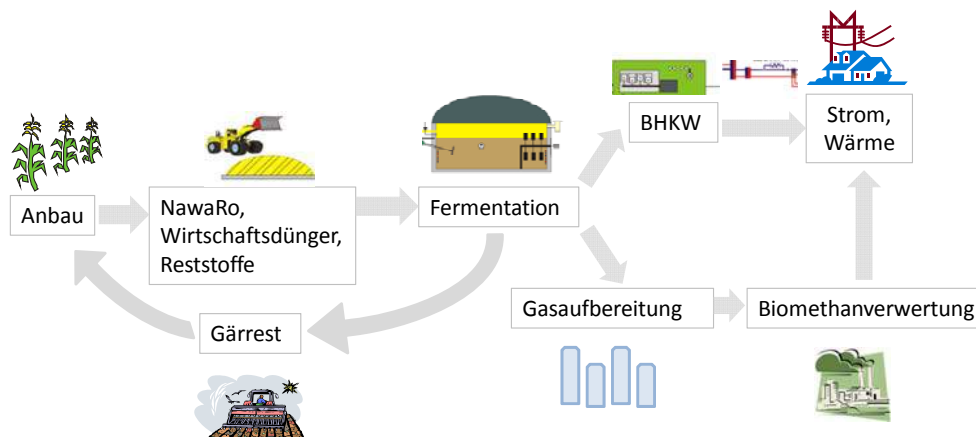 BHKW
Strom,
Wärme
Anbau
NawaRo,
Wirtschaftsdünger,
Reststoffe
Fermentation
Gärrest
Gasaufbereitung
Biomethanverwertung